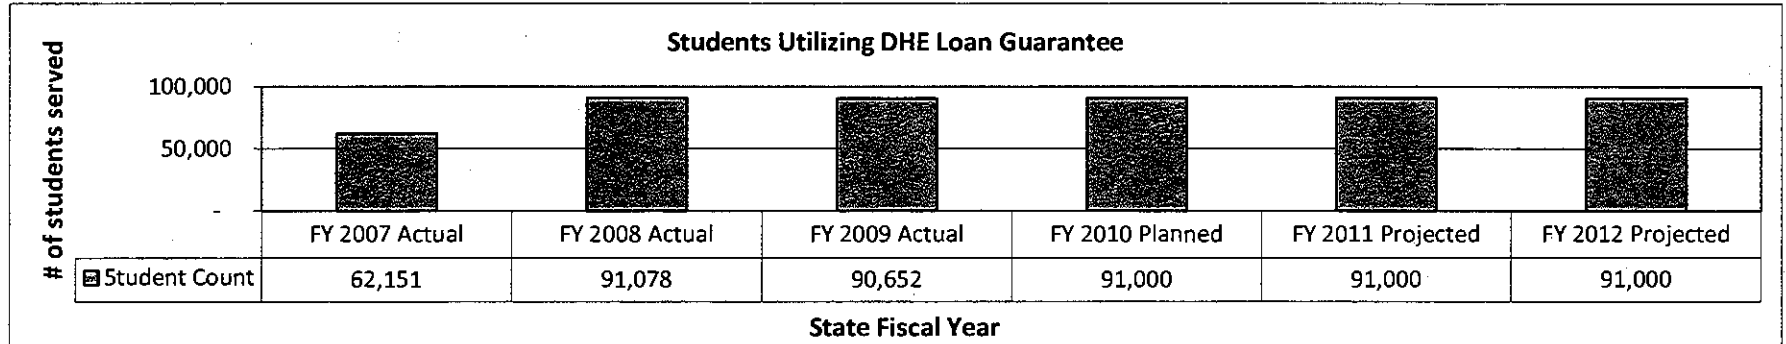 Students Utilizing DHE Loan Guarantee
# of students served
100,000
50,000
-
FY 2007 Actual FY 2008 Actual FY 2009 Actual FY 2010 Planned FY 2011 Projected FY 2012 Projected
Student Count 62,151 91,078 90,652 91,000 91,000 91,000
State Fiscal Year